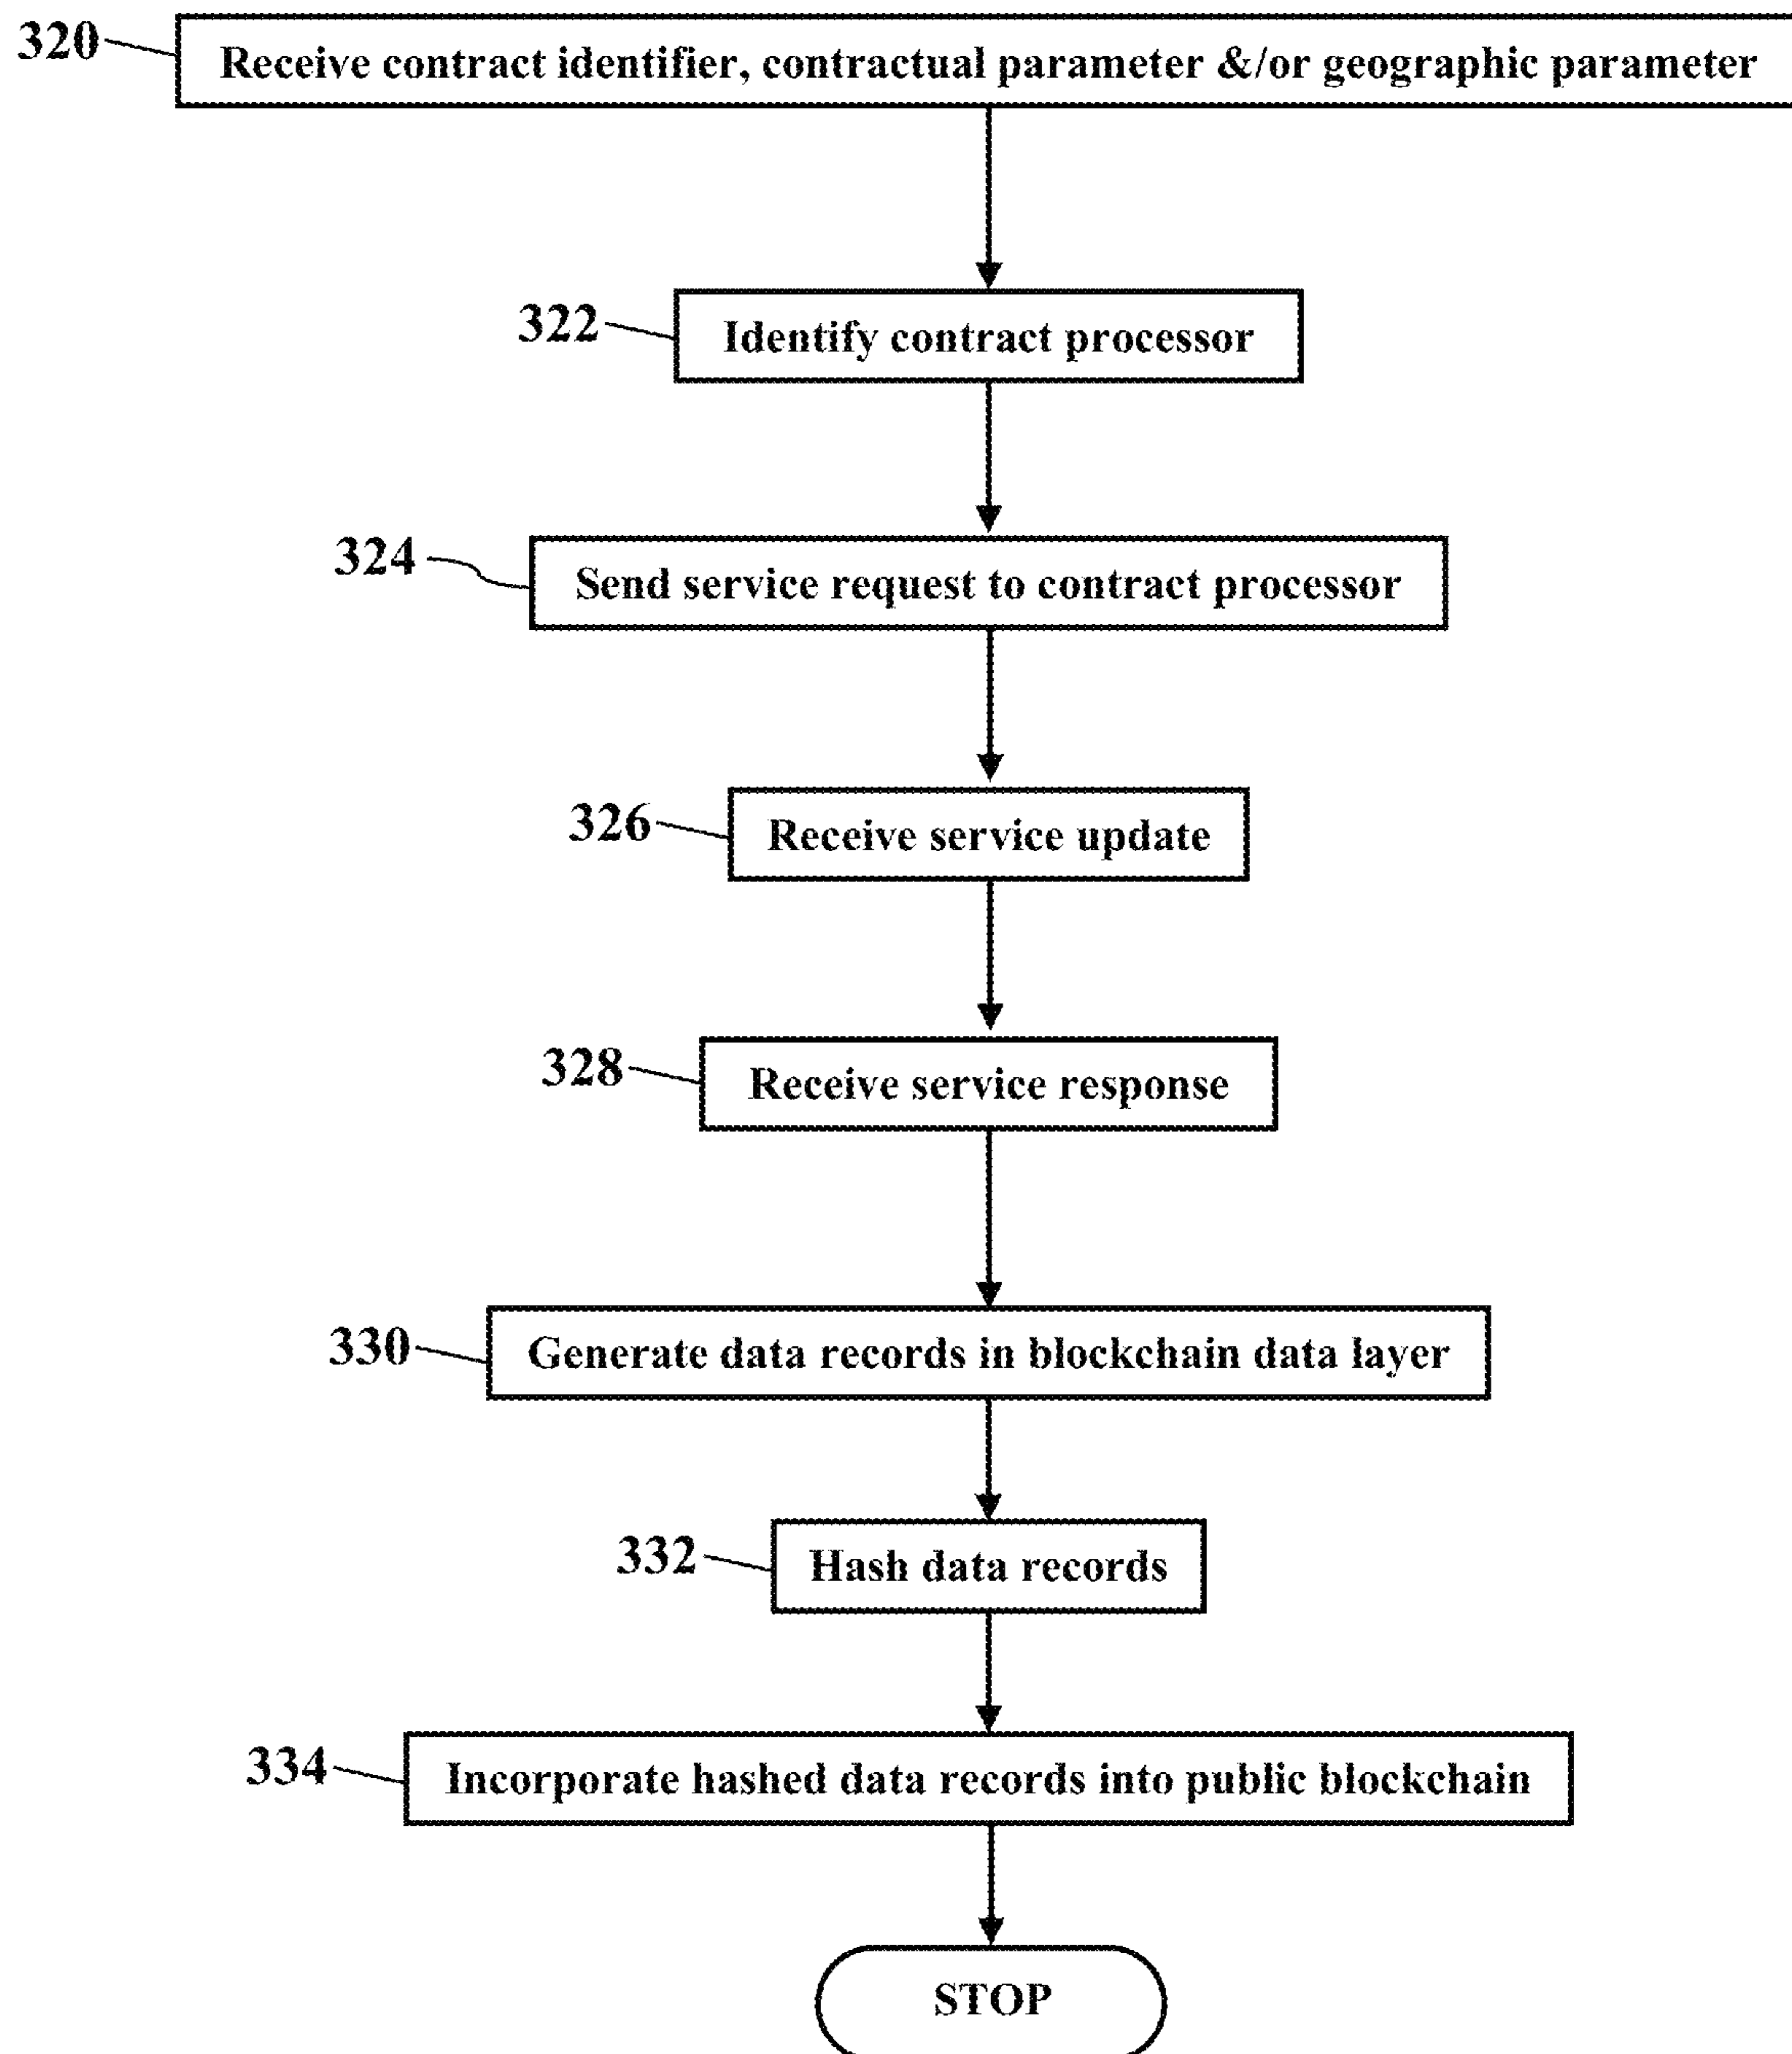 320 Receive contract identifier, contractual parameter &/or geographic parameter
322 Identify contract processor
324 Send service request to contract processor
326 Receive service update
328 Receive service response
330 Generate data records in blockchain data layer
332 Hash data records
334 Incorporate hashed data records into public blockchain
STOP